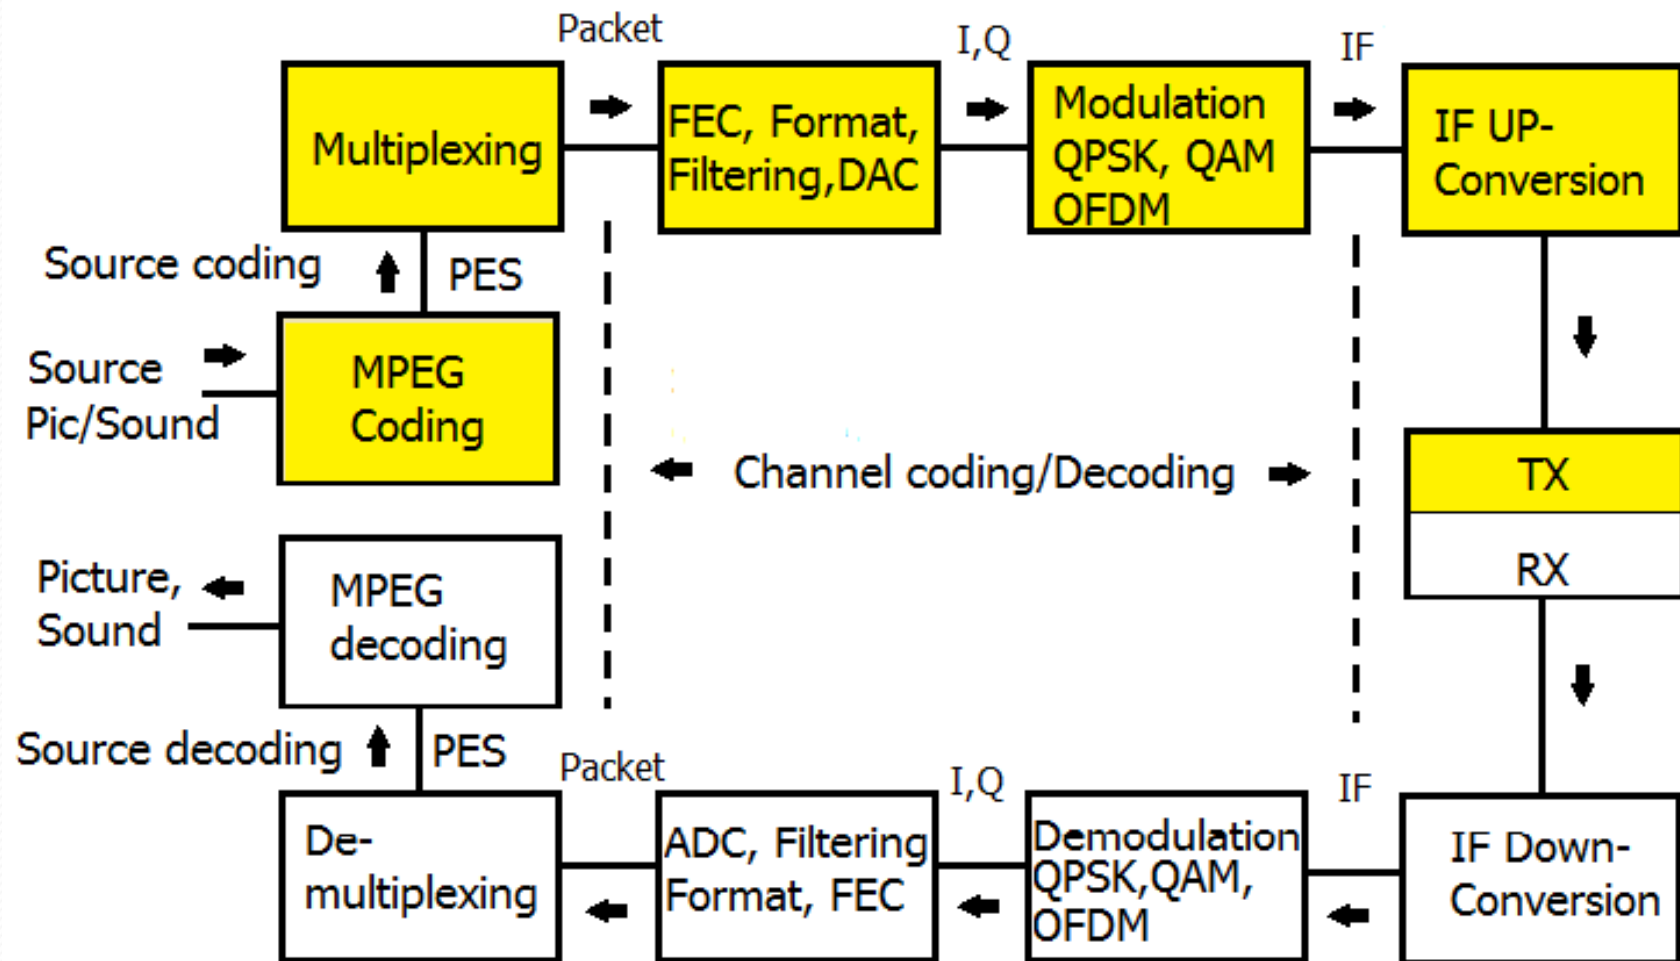 Packet
I,Q
IF
Multiplexing
FEC, Format,
Filtering,DAC
Modulation
QPSK, QAM
OFDM
IF UP-
Conversion
Source coding
PES
Source
Pic/Sound
MPEG
Coding
Channel coding/Decoding
TX
RX
Picture,
Sound
MPEG
decoding
Source decoding
PES
Packet
I,Q
IF
De-
multiplexing
ADC, Filtering
Format, FEC
Demodulation
QPSK,QAM,
OFDM
IF Down-
Conversion